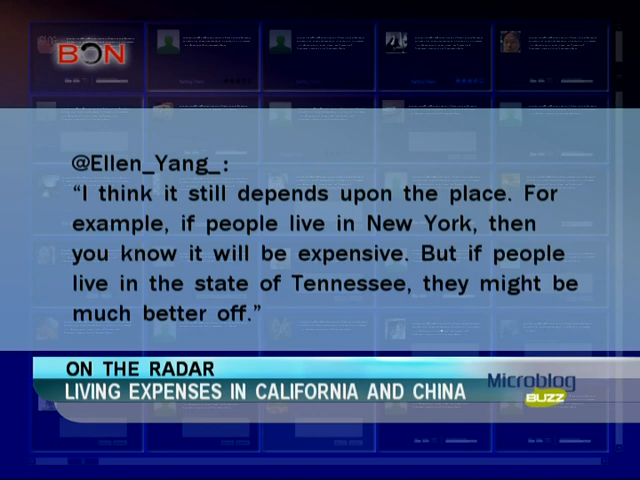 BON
@Ellen_Yang_:
“I think it still depends upon the place. For
example, if people live in New York, then
you know it will be expensive. But if people
live in the state of Tennessee, they might be
much better off.”
ON THE RADAR
LIVING EXPENSES IN CALIFORNIA AND CHINA
Microblog
BUZZ